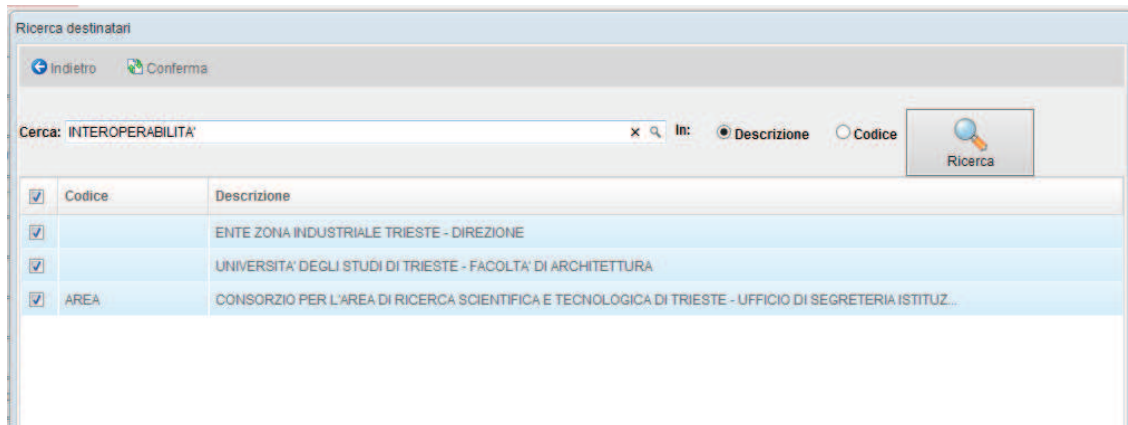 Ricerca destinatari
Indietro Conferma
Cerca: INTEROPERABILITA' In: Descrizione Codice Ricerca
Codice Descrizione
ENTE ZONA INDUSTRIALE TRIESTE - DIREZIONE
UNIVERSITA' DEGLI STUDI DI TRIESTE - FACOLTA' DI ARCHITETTURA
AREA CONSORZIO PER L'AREA DI RICERCA SCIENTIFICA E TECNOLOGICA DI TRIESTE - UFFICIO DI SEGRETERIA ISTITUZ...